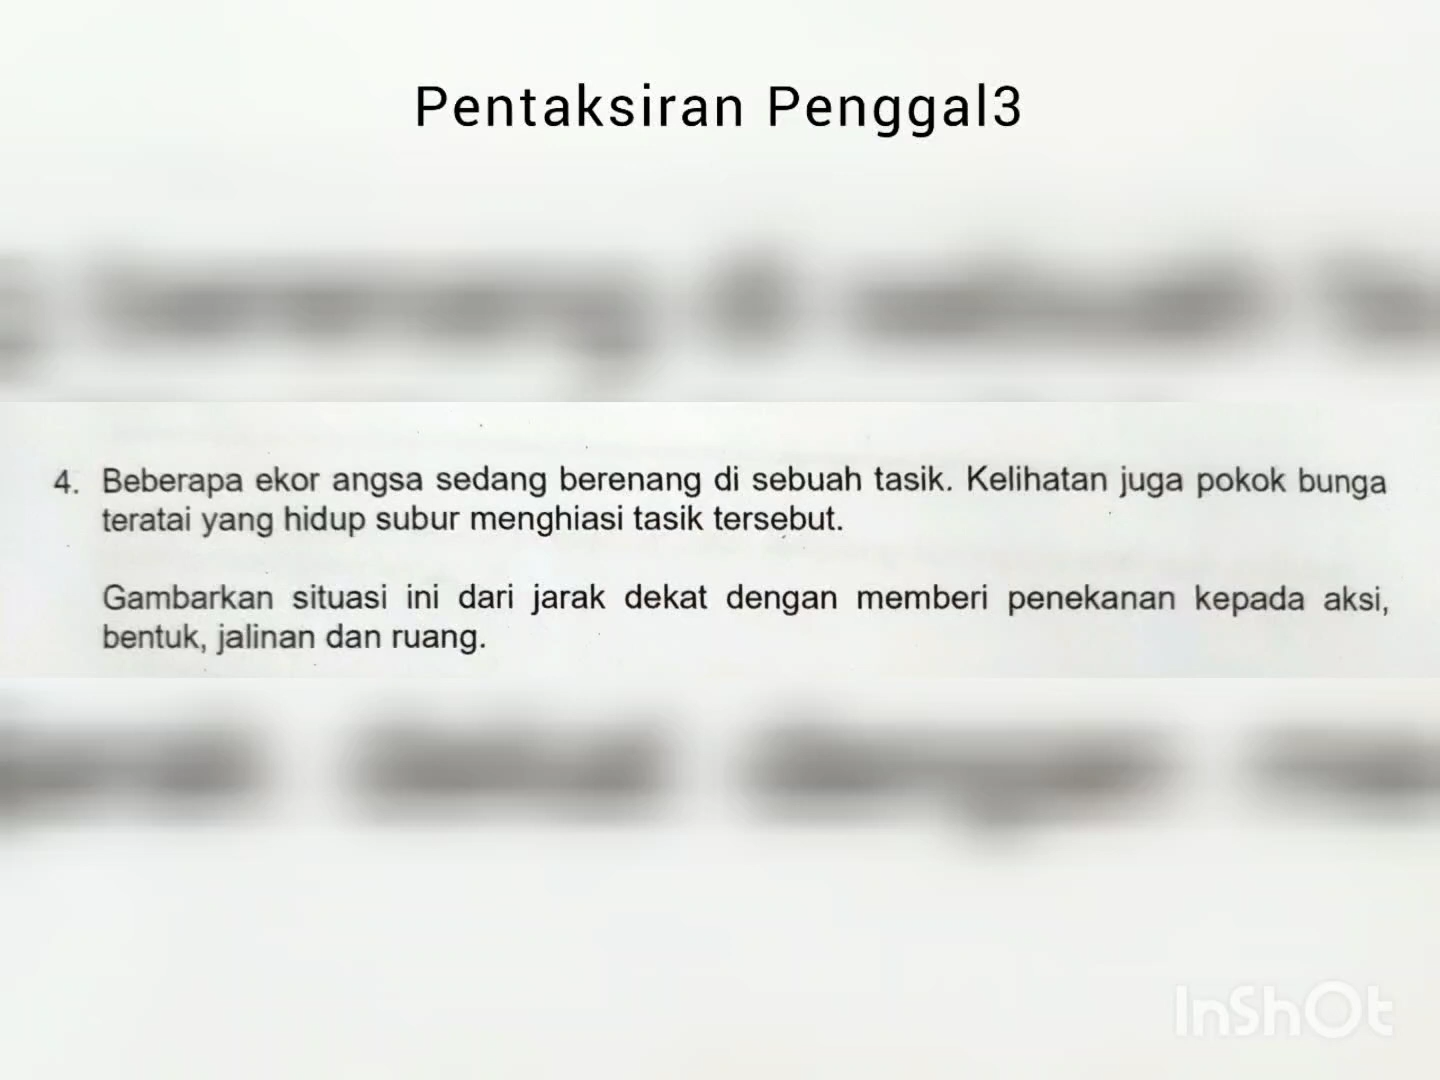 Pentaksiran Penggal3
4. Beberapa ekor angsa sedang berenang di sebuah tasik. Kelihatan juga pokok bunga
teratai yang hidup subur menghiasi tasik tersebut.
Gambarkan situasi ini dari jarak dekat dengan memberi penekanan kepada aksi,
bentuk, jalinan dan ruang.
InShOt